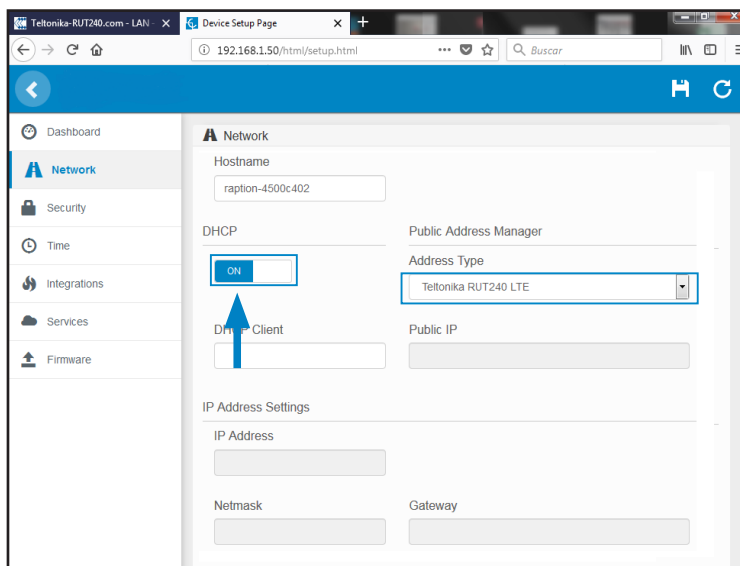 Teltonika-RUT240.com - LAN -
Device Setup Page
192.168.1.50/html/setup.html
Buscar
Dashboard
Network
Security
Time
Integrations
Services
Firmware
Network
Hostname
raption-4500c402
DHCP
Public Address Manager
ON
Address Type
Teltonika RUT240 LTE
DHCP Client
Public IP
IP Address Settings
IP Address
Netmask
Gateway